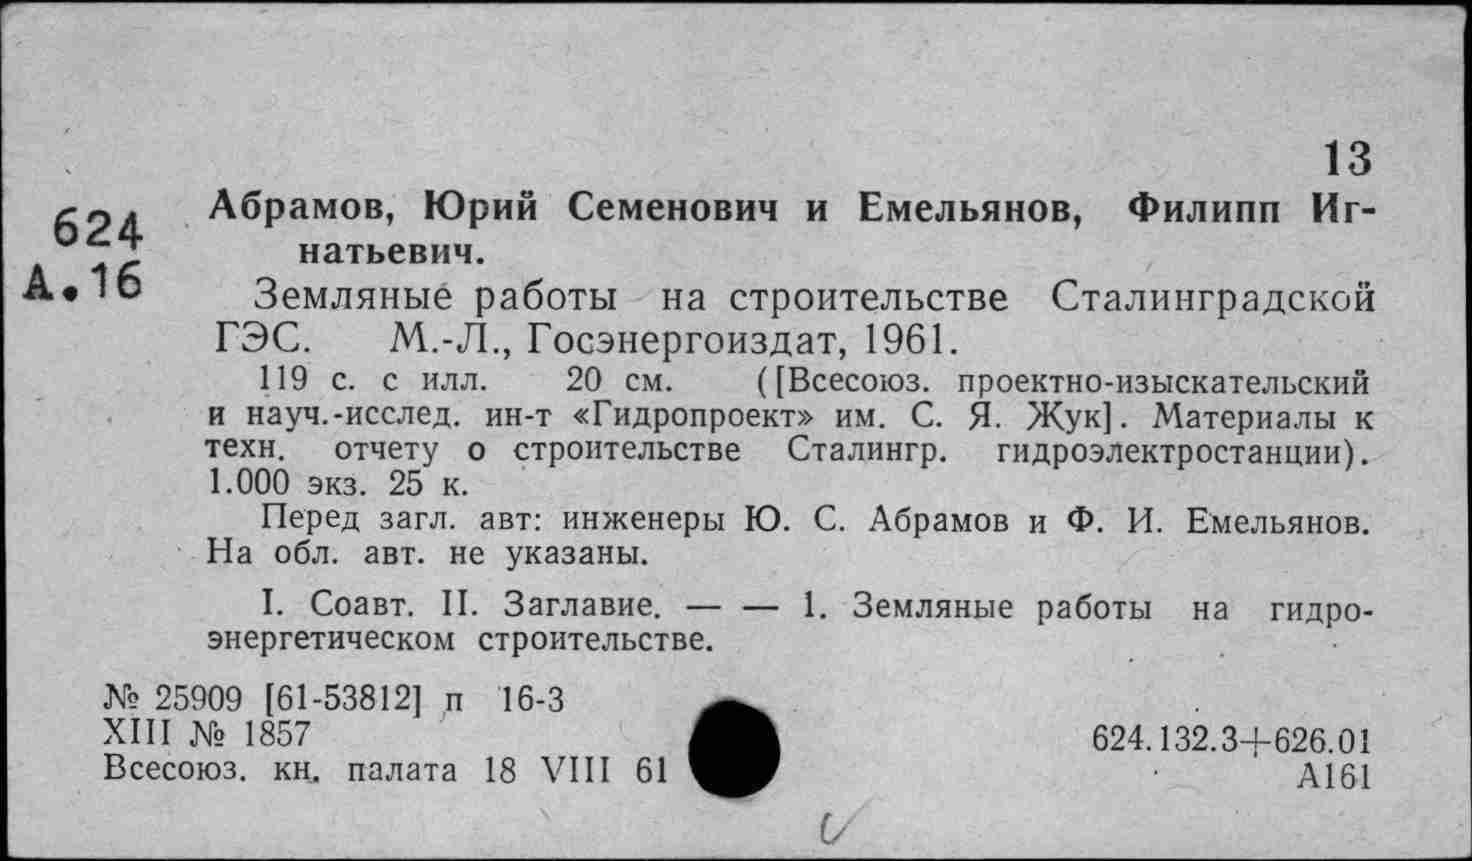 13
624
А.16
Абрамов, Юрий Семенович и Емельянов, Филипп Иг-
натьевич.
Земляные работы на строительстве Сталинградской
ГЭС. М.-Л., Госэнергоиздат, 1961.
119 с. с илл. 20 см. ([Всесоюз. проектно-изыскательский
и науч.-исслед. ин-т «Гидропроект» им. С. Я. Жук]. Материалы к
техн. отчету о строительстве Сталингр. гидроэлектростанции).
1.000 экз. 25 к.
Перед загл. авт: инженеры Ю. С. Абрамов и Ф. И. Емельянов.
На обл. авт. не указаны.
I. Соавт. II. Заглавие. — — 1. Земляные работы на гидро-
энергетическом строительстве.
№ 25909 [61-53812] п 16-3
XIII № 1857
Всесоюз. кн. палата 18 VIII 61
624.132.3+626.01
А161